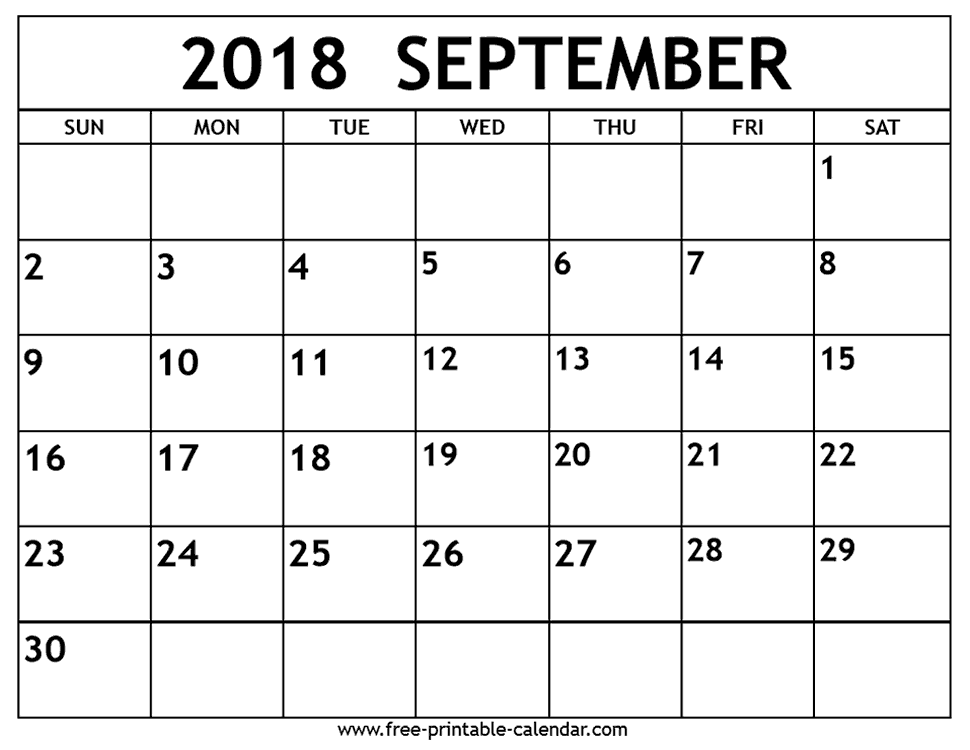 2018 SEPTEMBER
SUN MON TUE WED THU FRI SAT
1
2 3 4 5 6 7 8
9 10 11 12 13 14 15
16 17 18 19 20 21 22
23 24 25 26 27 28 29
30
www.free-printable-calendar.com